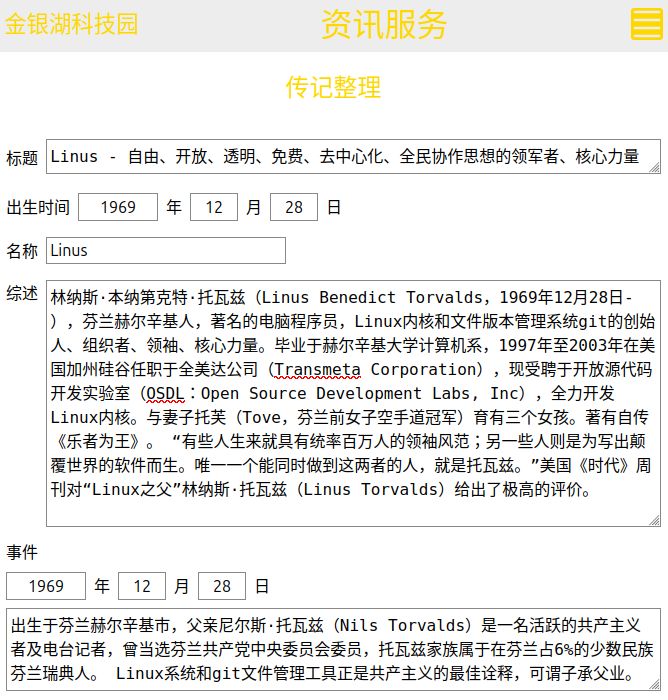 金银湖科技园 资讯服务
传记整理
标题 Linus - 自由、开放、透明、免费、去中心化、全民协作思想的领军者、核心力量
出生时间 1969 年 12 月 28 日
名称 Linus
综述 林纳斯·本纳第克特·托瓦兹（Linus Benedict Torvalds，1969年12月28日-
），芬兰赫尔辛基人，著名的电脑程序员，Linux内核和文件版本管理系统git的创始
人、组织者、领袖、核心力量。毕业于赫尔辛基大学计算机系，1997年至2003年在美
国加州硅谷任职于全美达公司（Transmeta Corporation），现受聘于开放源代码
开发实验室（OSDL：Open Source Development Labs, Inc），全力开发
Linux内核。与妻子托芙（Tove，芬兰前女子空手道冠军）育有三个女孩。著有自传
《乐者为王》。 “有些人生来就具有统率百万人的领袖风范；另一些人则是为写出颠
覆世界的软件而生。唯一一个能同时做到这两者的人，就是托瓦兹。”美国《时代》周
刊对“Linux之父”林纳斯·托瓦兹（Linus Torvalds）给出了极高的评价。
事件
1969 年 12 月 28 日
出生于芬兰赫尔辛基市，父亲尼尔斯·托瓦兹（Nils Torvalds）是一名活跃的共产主义
者及电台记者，曾当选芬兰共产党中央委员会委员，托瓦兹家族属于在芬兰占6%的少数民族
芬兰瑞典人。 Linux系统和git文件管理工具正是共产主义的最佳诠释，可谓子承父业。